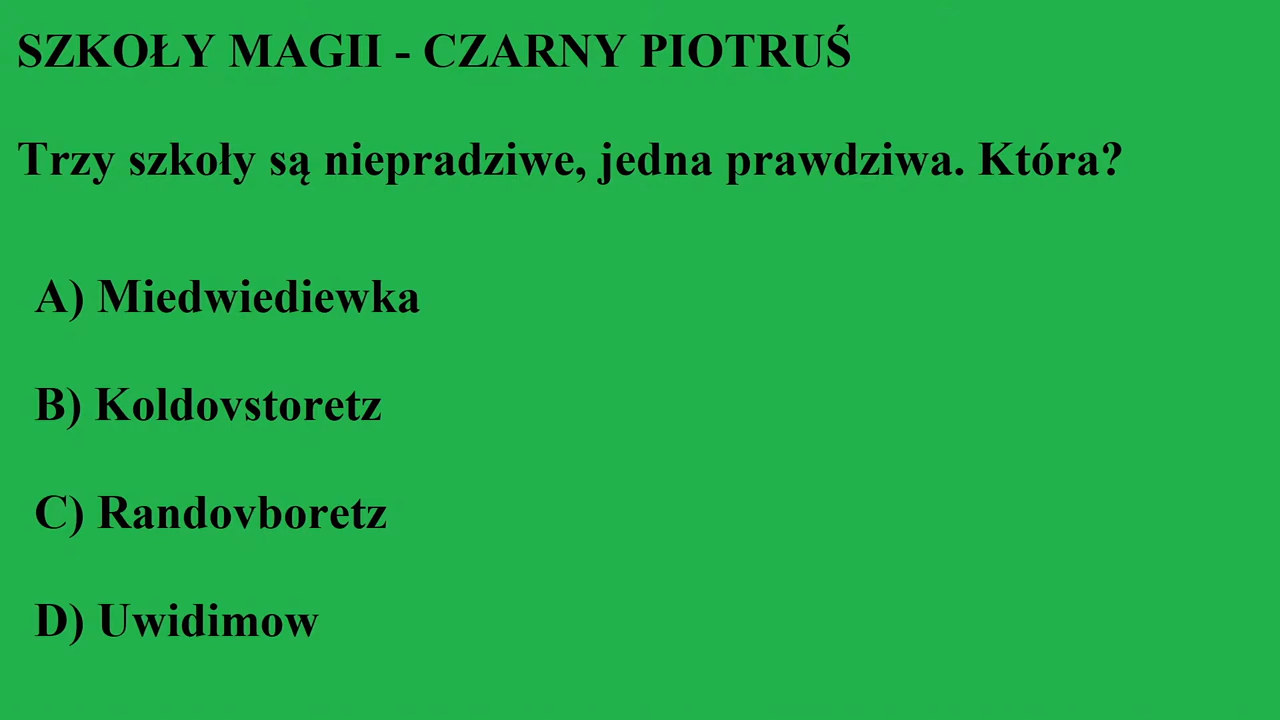 SZKOŁY MAGII - CZARNY PIOTRUŚ
Trzy szkoły są niepradziwe, jedna prawdziwa. Która?
A) Miedwiediewka
B) Koldovstoretz
C) Randovboretz
D) Uwidimow